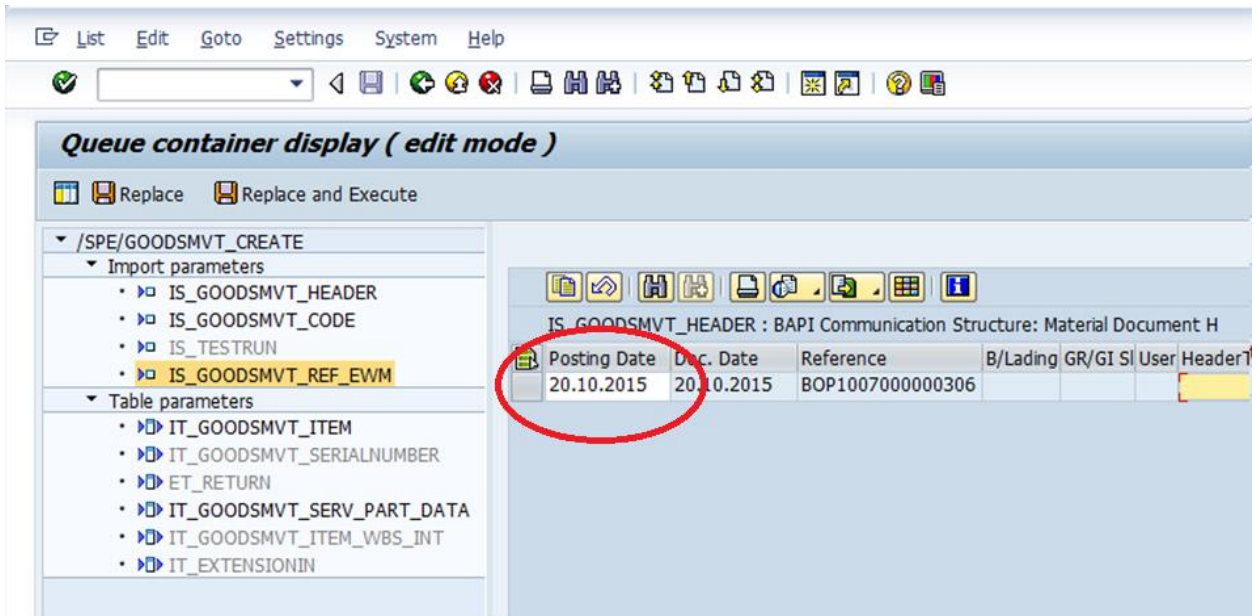 List Edit Goto Settings System Help
Queue container display ( edit mode )
Replace Replace and Execute
/SPE/GOODSMVT_CREATE
Import parameters
IS_GOODSMVT_HEADER
IS_GOODSMVT_CODE
IS_TESTRUN
IS_GOODSMVT_REF_EWM
Table parameters
IT_GOODSMVT_ITEM
IT_GOODSMVT_SERIALNUMBER
ET_RETURN
IT_GOODSMVT_SERV_PART_DATA
IT_GOODSMVT_ITEM_WBS_INT
IT_EXTENSIONIN
IS_GOODSMVT_HEADER : BAPI Communication Structure: Material Document H
Posting Date Doc. Date Reference B/Lading GR/GI Sl User HeaderT
20.10.2015 20.10.2015 BOP1007000000306